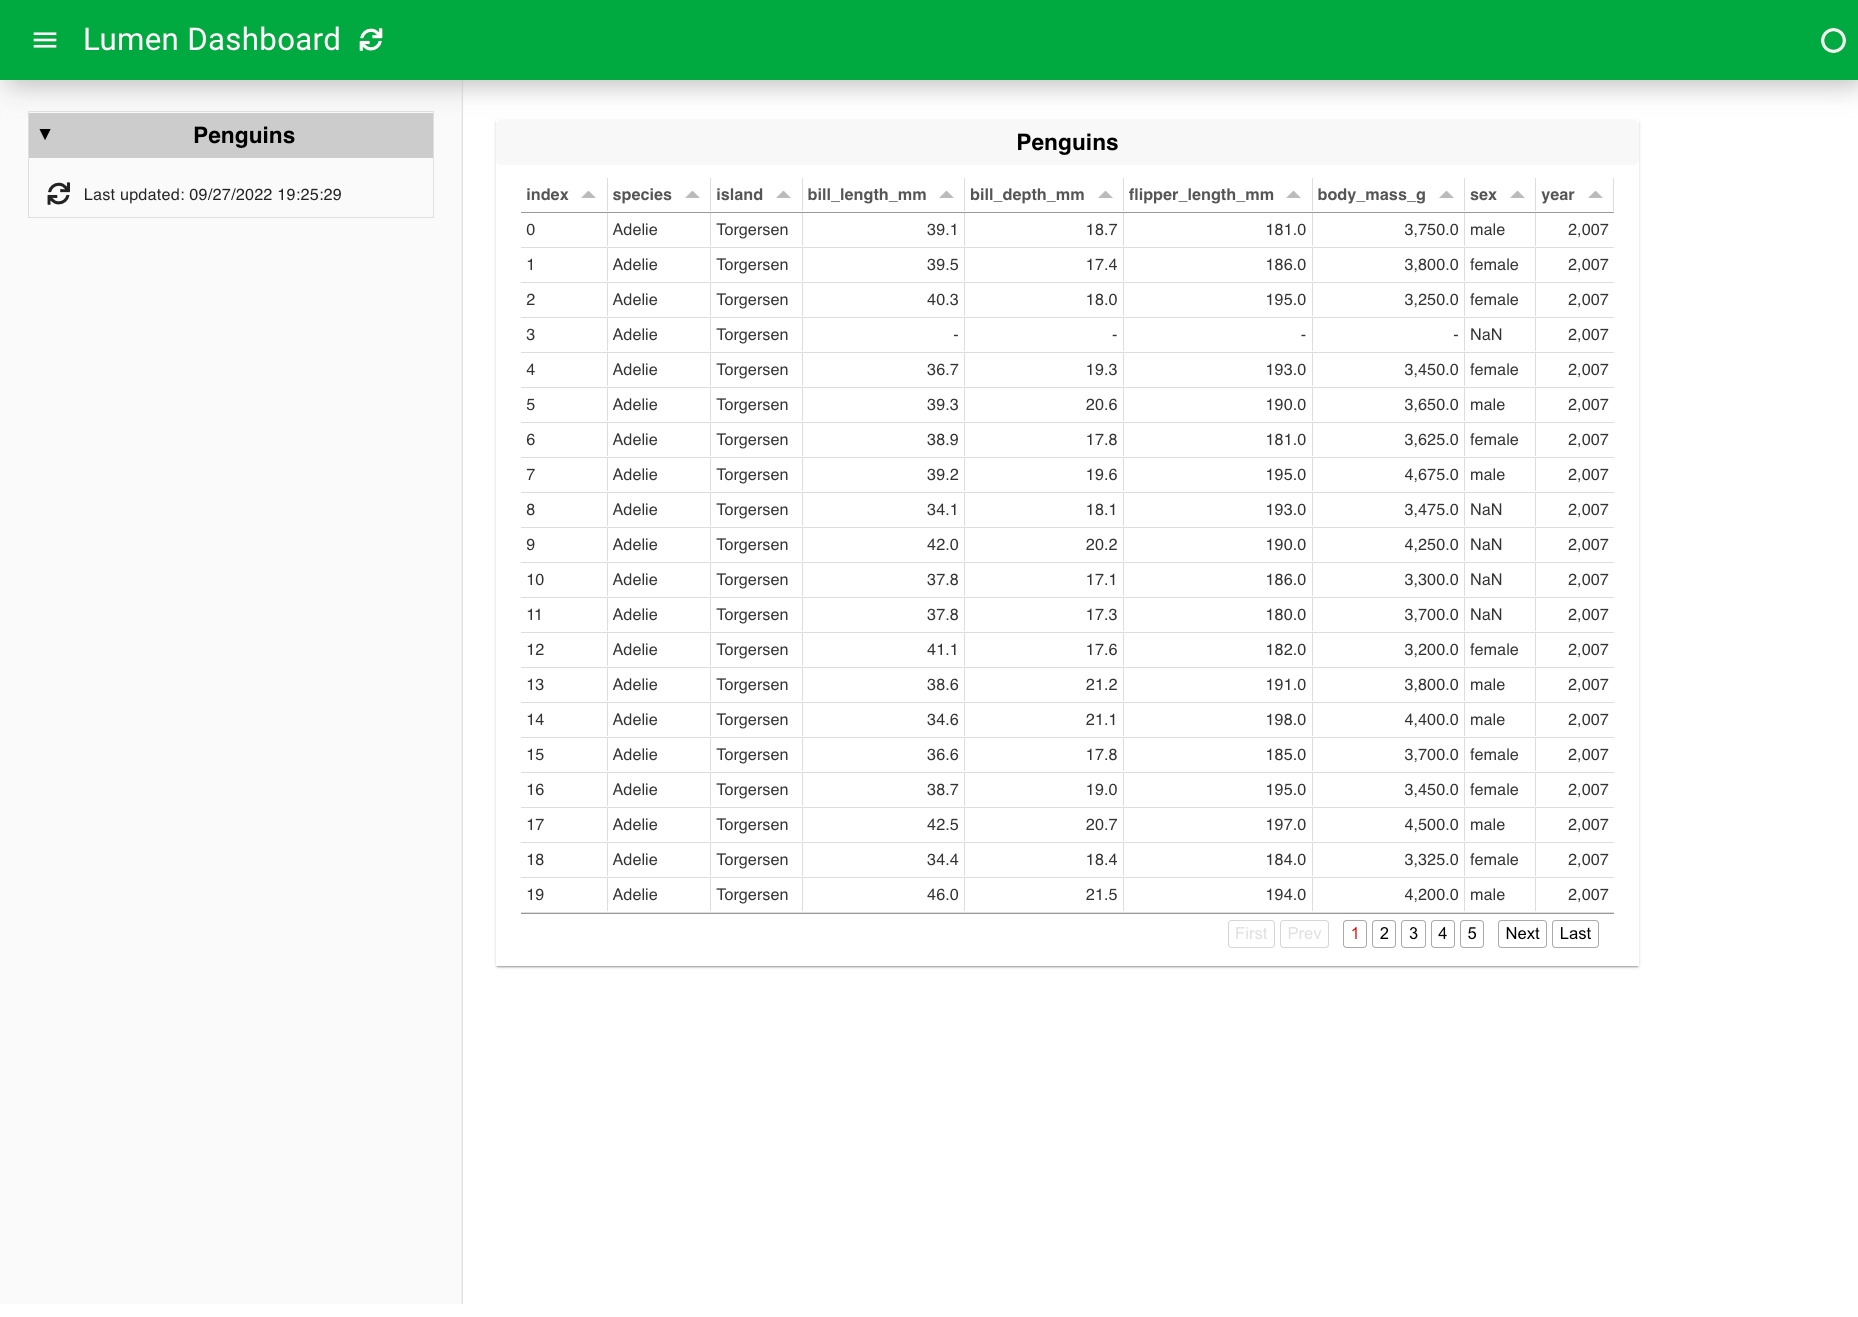 Lumen Dashboard
Penguins
Last updated: 09/27/2022 19:25:29
Penguins
index species island bill_length_mm bill_depth_mm flipper_length_mm body_mass_g sex year
0 Adelie Torgersen 39.1 18.7 181.0 3,750.0 male 2,007
1 Adelie Torgersen 39.5 17.4 186.0 3,800.0 female 2,007
2 Adelie Torgersen 40.3 18.0 195.0 3,250.0 female 2,007
3 Adelie Torgersen - - - - NaN 2,007
4 Adelie Torgersen 36.7 19.3 193.0 3,450.0 female 2,007
5 Adelie Torgersen 39.3 20.6 190.0 3,650.0 male 2,007
6 Adelie Torgersen 38.9 17.8 181.0 3,625.0 female 2,007
7 Adelie Torgersen 39.2 19.6 195.0 4,675.0 male 2,007
8 Adelie Torgersen 34.1 18.1 193.0 3,475.0 NaN 2,007
9 Adelie Torgersen 42.0 20.2 190.0 4,250.0 NaN 2,007
10 Adelie Torgersen 37.8 17.1 186.0 3,300.0 NaN 2,007
11 Adelie Torgersen 37.8 17.3 180.0 3,700.0 NaN 2,007
12 Adelie Torgersen 41.1 17.6 182.0 3,200.0 female 2,007
13 Adelie Torgersen 38.6 21.2 191.0 3,800.0 male 2,007
14 Adelie Torgersen 34.6 21.1 198.0 4,400.0 male 2,007
15 Adelie Torgersen 36.6 17.8 185.0 3,700.0 female 2,007
16 Adelie Torgersen 38.7 19.0 195.0 3,450.0 female 2,007
17 Adelie Torgersen 42.5 20.7 197.0 4,500.0 male 2,007
18 Adelie Torgersen 34.4 18.4 184.0 3,325.0 female 2,007
19 Adelie Torgersen 46.0 21.5 194.0 4,200.0 male 2,007
First Prev 1 2 3 4 5 Next Last